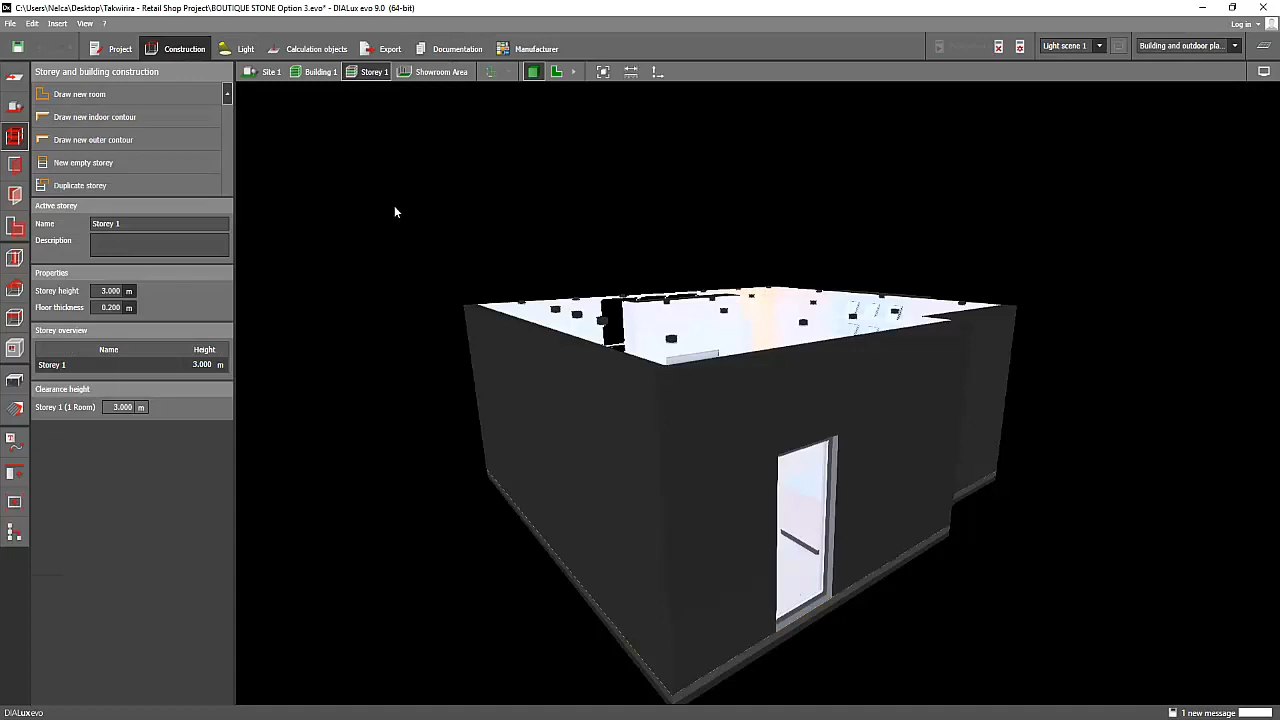 C:\Users\Nelca\Desktop\Takwirira - Retail Shop Project\BOUTIQUE STONE Option 3.evo* - DIALux evo 9.0 (64-bit)
File Edit Insert View ?
Log in
Project Construction Light Calculation objects Export Documentation Manufacturer
Light scene 1 Building and outdoor pla...
Storey and building construction
Site 1 Building 1 Storey 1 Showroom Area
Draw new room
Draw new indoor contour
Draw new outer contour
New empty storey
Duplicate storey
Active storey
Name Storey 1
Description
Properties
Storey height 3.000 m
Floor thickness 0.200 m
Storey overview
Name Height
Storey 1 3.000 m
Clearance height
Storey 1 (1 Room) 3.000 m
DIALux evo
1 new message